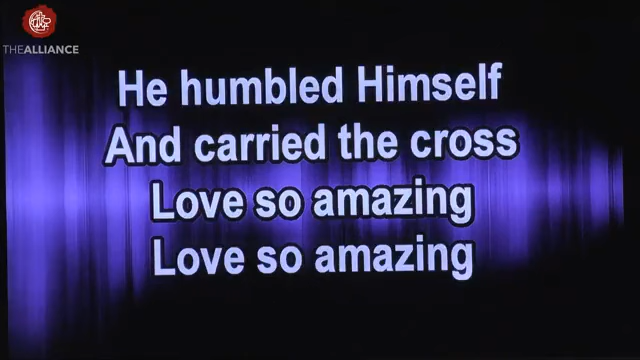 THEALLIANCE
He humbled Himself
And carried the cross
Love so amazing
Love so amazing